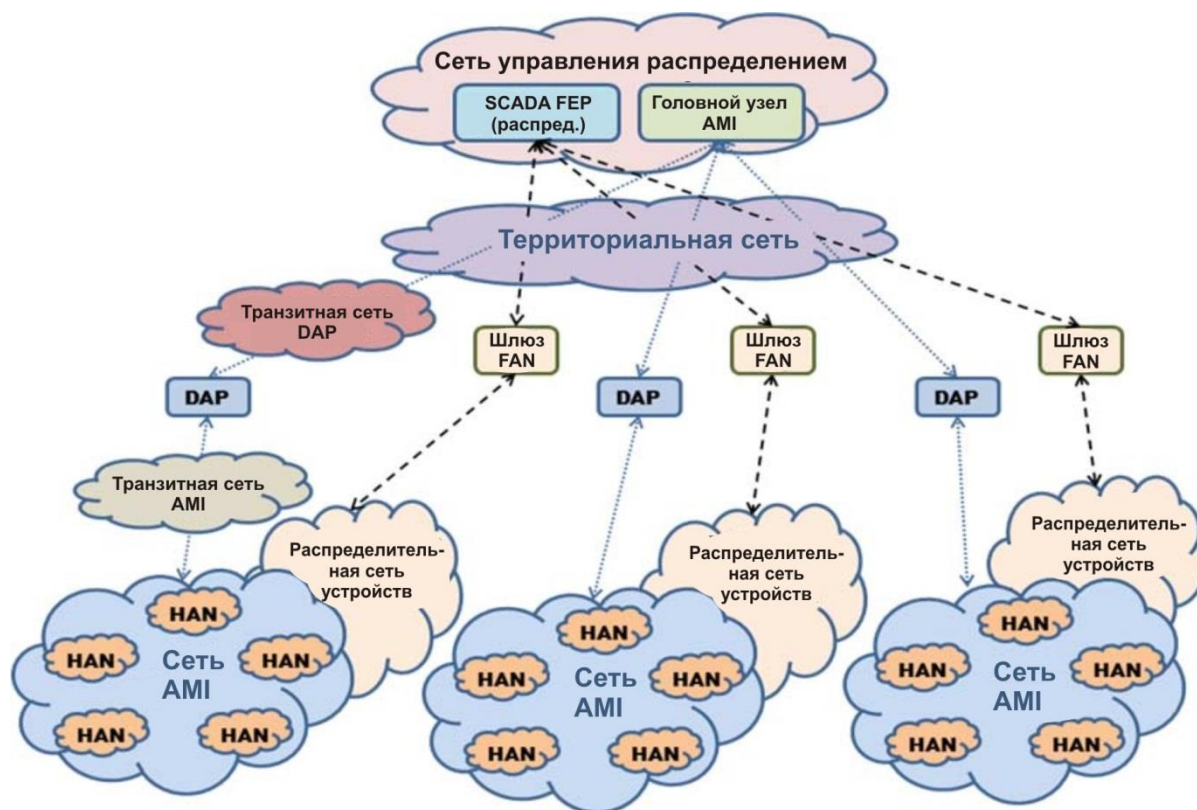 Сеть управления распределением
SCADA FEP
(распред.)
Головной узел
AMI
Территориальная сеть
Транзитная сеть
DAP
Шлюз
FAN
Шлюз
FAN
Шлюз
FAN
DAP
DAP
DAP
Транзитная сеть
AMI
Распределитель-
ная сеть
устройств
Распределитель-
ная сеть
устройств
Распределитель-
ная сеть
устройств
HAN
HAN
HAN
HAN
HAN
Сеть
AMI
HAN
HAN
HAN
HAN
HAN
Сеть
AMI
HAN
HAN
HAN
HAN
HAN
Сеть
AMI